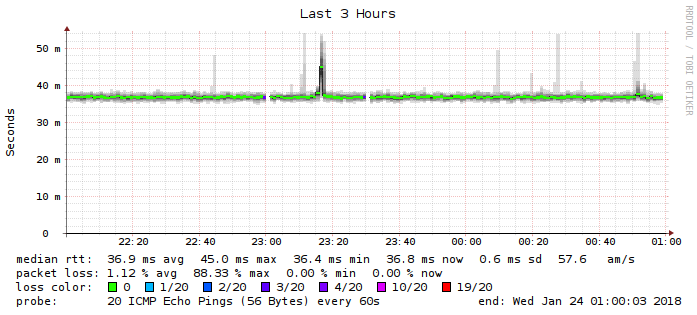 Last 3 Hours
RRDTOOL / TOBI OETIKER
Seconds
50 m
40 m
30 m
20 m
10 m
0
22:20 22:40 23:00 23:20 23:40 00:00 00:20 00:40 01:00
median rtt: 36.9 ms avg 45.0 ms max 36.4 ms min 36.8 ms now 0.6 ms sd 57.6 am/s
packet loss: 1.12 % avg 88.33 % max 0.00 % min 0.00 % now
loss color: 0 1/20 2/20 3/20 4/20 10/20 19/20
probe: 20 ICMP Echo Pings (56 Bytes) every 60s end: Wed Jan 24 01:00:03 2018